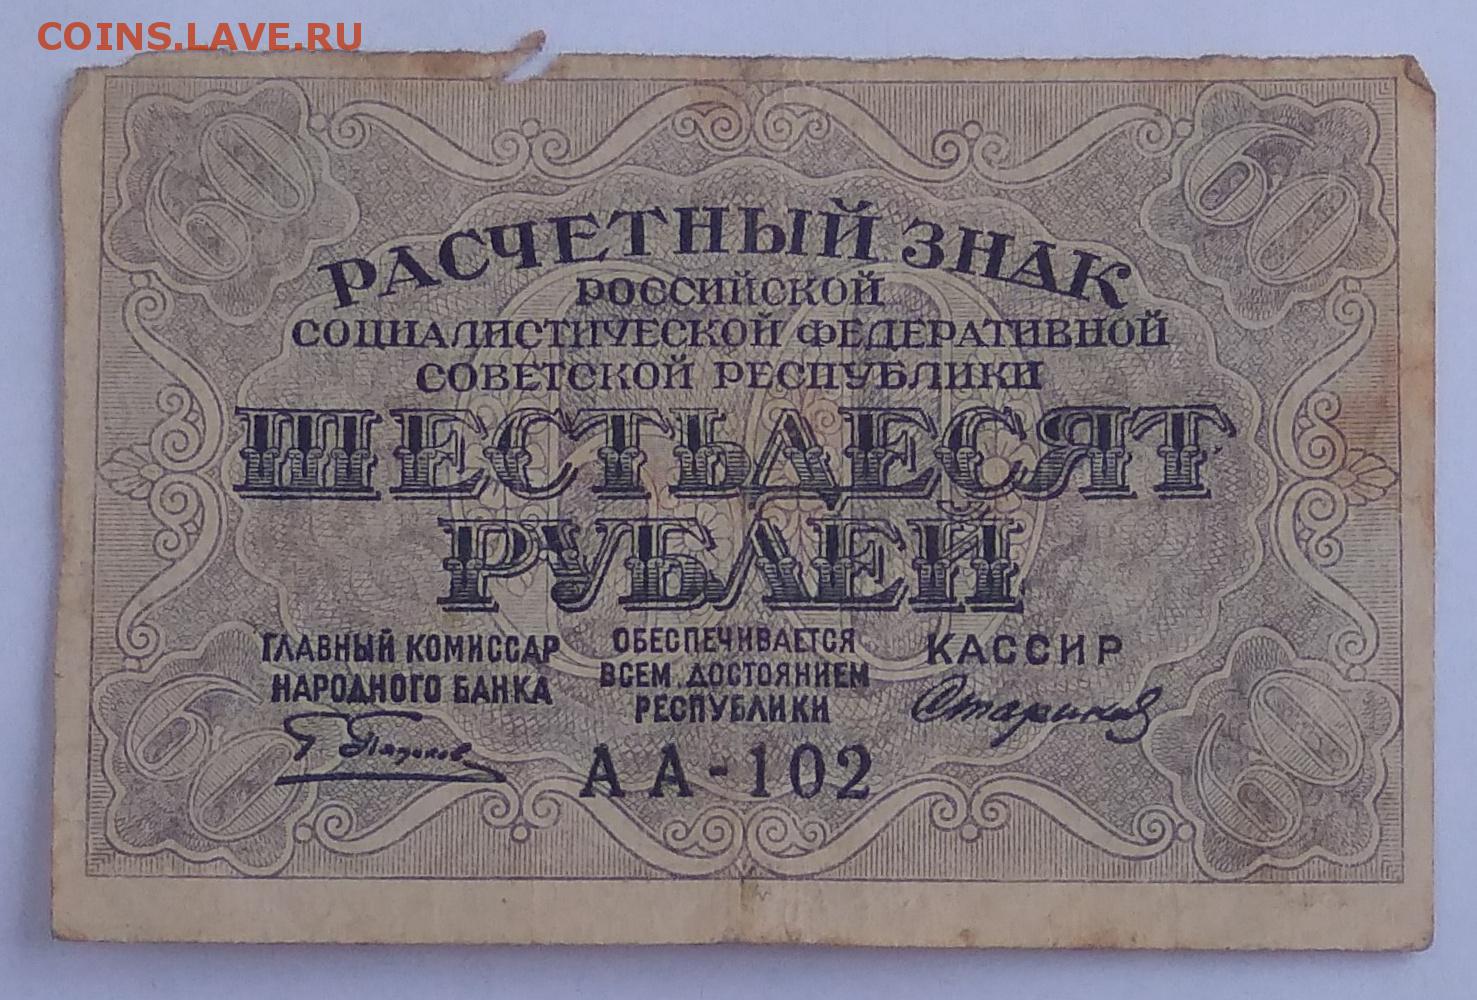 COINS.LAVE.RU
60 60
РАСЧЕТНЫЙ ЗНАК
РОССИЙСКОЙ
СОЦИАЛИСТИЧЕСКОЙ ФЕДЕРАТИВНОЙ
СОВЕТСКОЙ РЕСПУБЛИКИ
ШЕСТЬДЕСЯТ
РУБЛЕЙ
ГЛАВНЫЙ КОМИССАР
НАРОДНОГО БАНКА
ОБЕСПЕЧИВАЕТСЯ
ВСЕМ ДОСТОЯНИЕМ
РЕСПУБЛИКИ
КАССИР
Стариков
60 60
АА-102